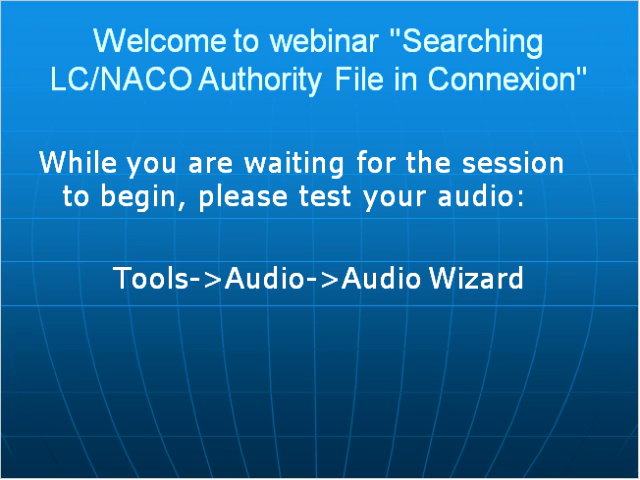 Welcome to webinar "Searching
LC/NACO Authority File in Connexion"
While you are waiting for the session
to begin, please test your audio:
Tools->Audio->Audio Wizard